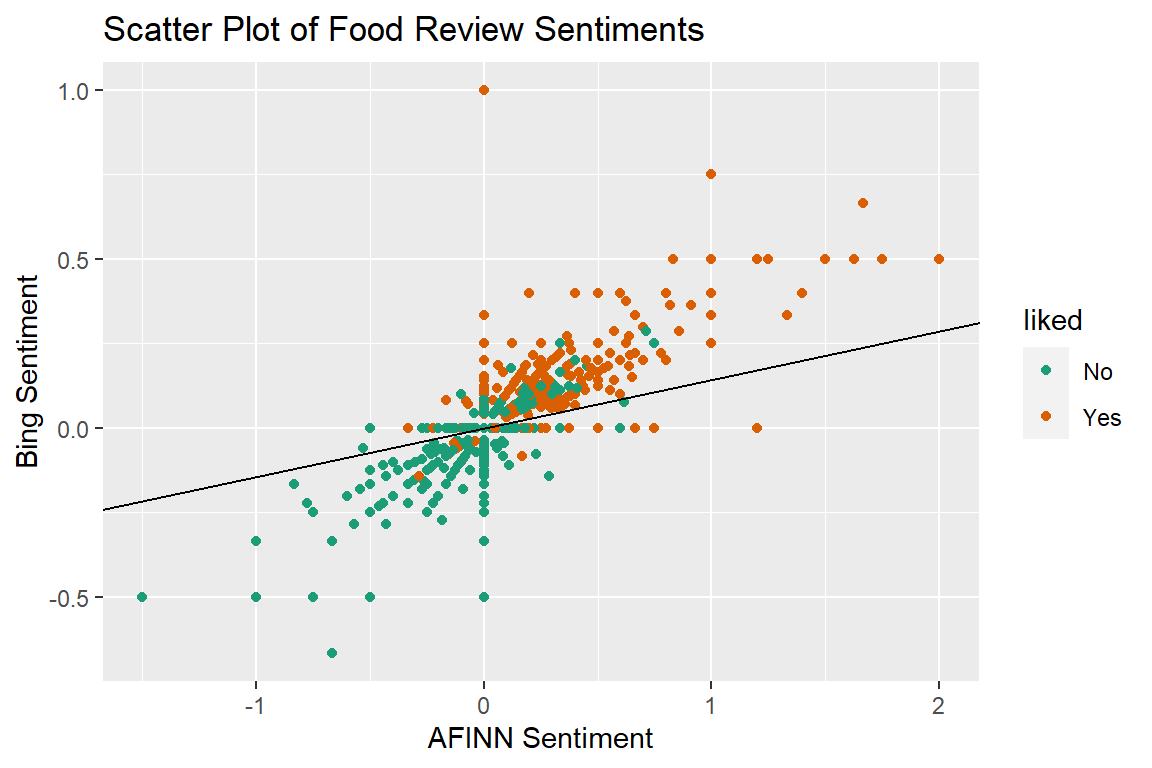 Scatter Plot of Food Review Sentiments
1.0
0.5
0.0
-0.5
Bing Sentiment
-1
0
1
2
AFINN Sentiment
liked
No
Yes